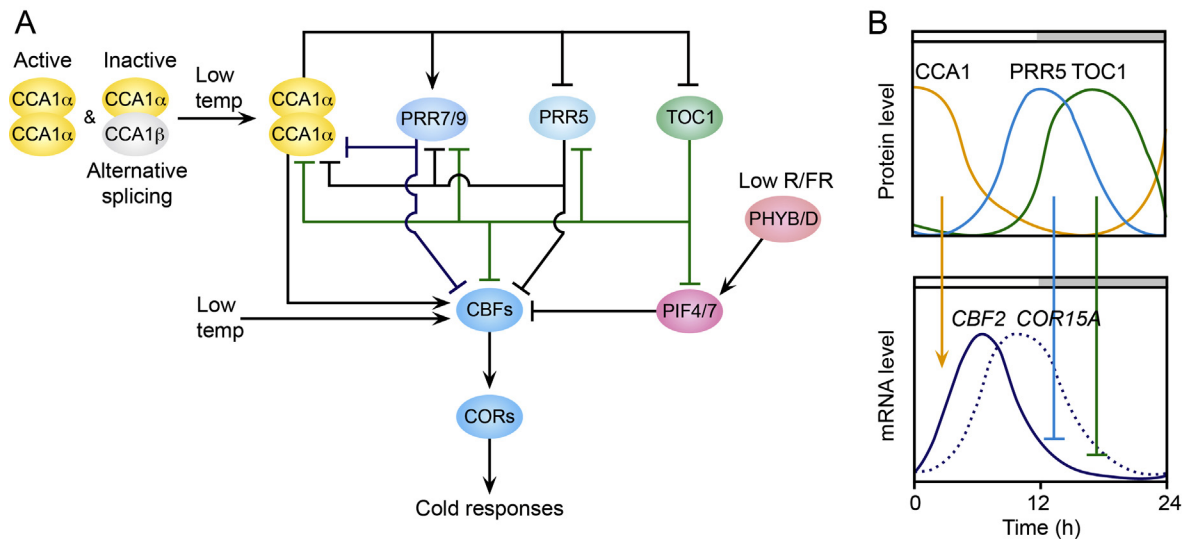 A
Active
Inactive
CCA1α
CCA1α
&
CCA1α
CCA1β
Alternative
splicing
Low
temp
CCA1α
CCA1α
PRR7/9
PRR5
TOC1
Low R/FR
PHYB/D
Low
temp
CBFs
PIF4/7
CORs
Cold responses
B
CCA1
PRR5 TOC1
Protein level
CBF2 COR15A
mRNA level
0 12 24
Time (h)